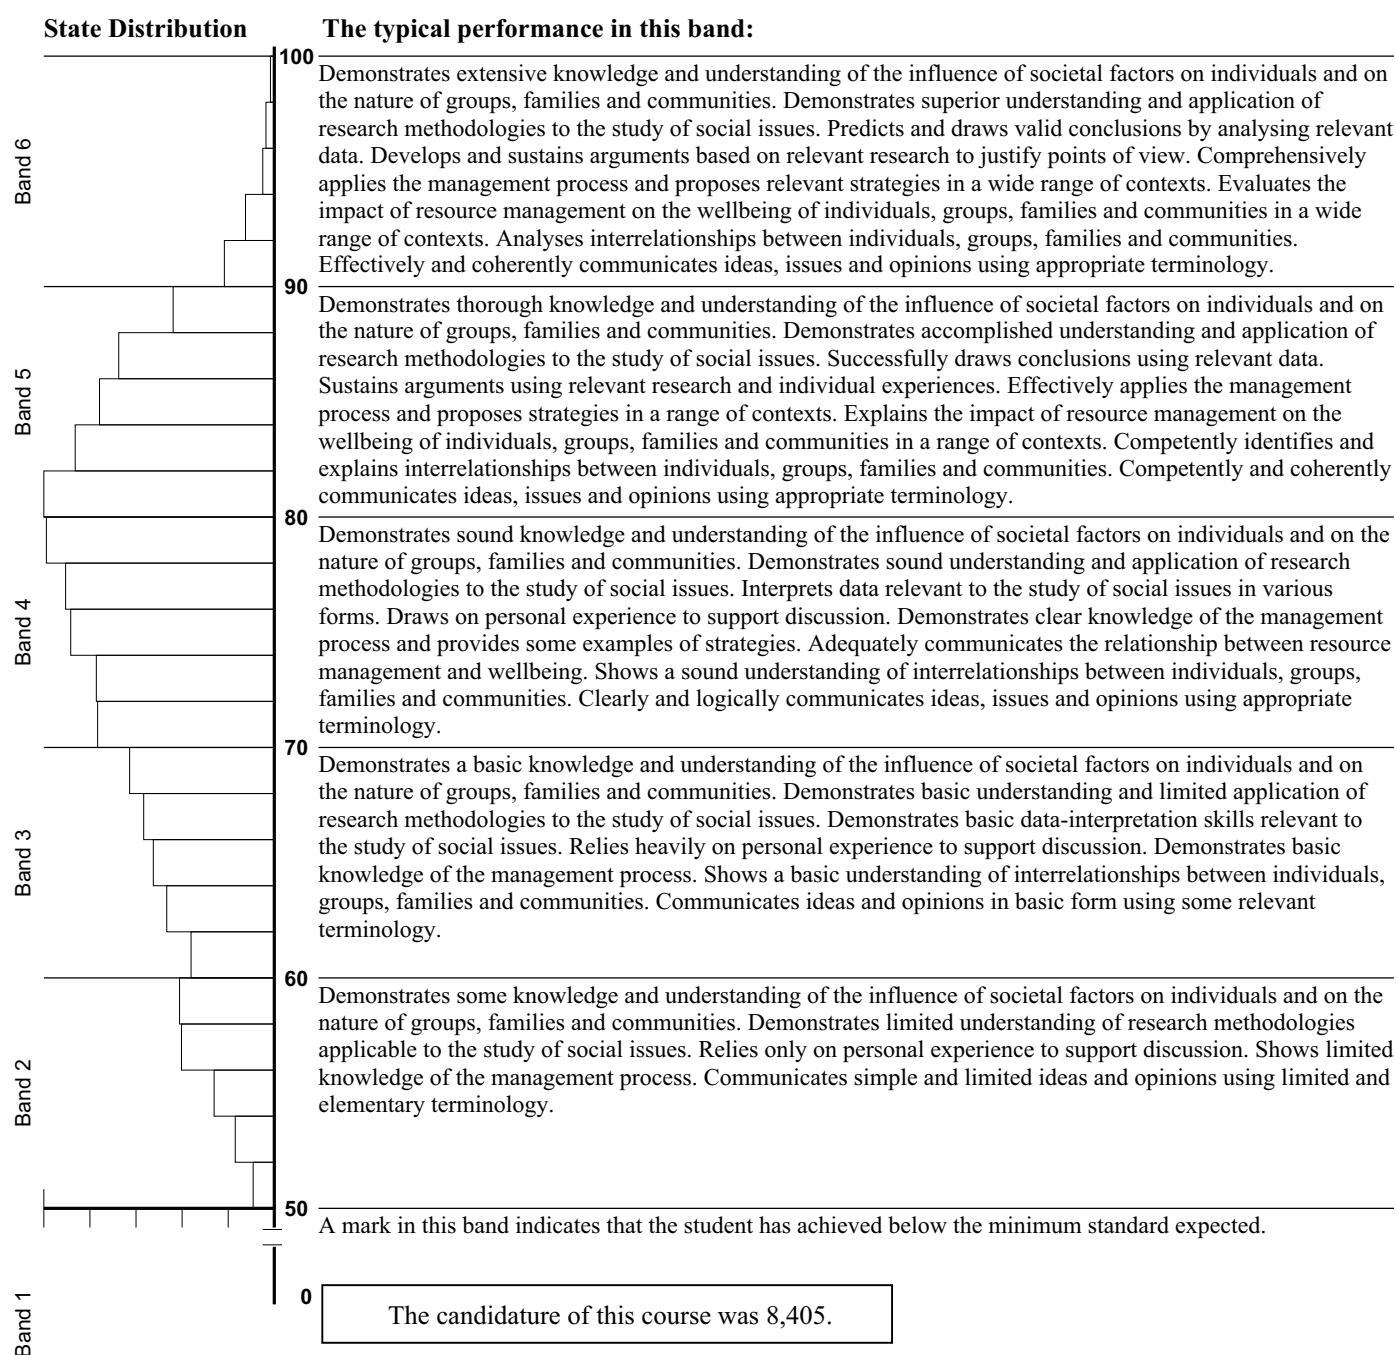 State Distribution
The typical performance in this band:
100
Band 6
Demonstrates extensive knowledge and understanding of the influence of societal factors on individuals and on
the nature of groups, families and communities. Demonstrates superior understanding and application of
research methodologies to the study of social issues. Predicts and draws valid conclusions by analysing relevant
data. Develops and sustains arguments based on relevant research to justify points of view. Comprehensively
applies the management process and proposes relevant strategies in a wide range of contexts. Evaluates the
impact of resource management on the wellbeing of individuals, groups, families and communities in a wide
range of contexts. Analyses interrelationships between individuals, groups, families and communities.
Effectively and coherently communicates ideas, issues and opinions using appropriate terminology.
90
Band 5
Demonstrates thorough knowledge and understanding of the influence of societal factors on individuals and on
the nature of groups, families and communities. Demonstrates accomplished understanding and application of
research methodologies to the study of social issues. Successfully draws conclusions using relevant data.
Sustains arguments using relevant research and individual experiences. Effectively applies the management
process and proposes strategies in a range of contexts. Explains the impact of resource management on the
wellbeing of individuals, groups, families and communities in a range of contexts. Competently identifies and
explains interrelationships between individuals, groups, families and communities. Competently and coherently
communicates ideas, issues and opinions using appropriate terminology.
80
Band 4
Demonstrates sound knowledge and understanding of the influence of societal factors on individuals and on the
nature of groups, families and communities. Demonstrates sound understanding and application of research
methodologies to the study of social issues. Interprets data relevant to the study of social issues in various
forms. Draws on personal experience to support discussion. Demonstrates clear knowledge of the management
process and provides some examples of strategies. Adequately communicates the relationship between resource
management and wellbeing. Shows a sound understanding of interrelationships between individuals, groups,
families and communities. Clearly and logically communicates ideas, issues and opinions using appropriate
terminology.
70
Band 3
Demonstrates a basic knowledge and understanding of the influence of societal factors on individuals and on
the nature of groups, families and communities. Demonstrates basic understanding and limited application of
research methodologies to the study of social issues. Demonstrates basic data-interpretation skills relevant to
the study of social issues. Relies heavily on personal experience to support discussion. Demonstrates basic
knowledge of the management process. Shows a basic understanding of interrelationships between individuals,
groups, families and communities. Communicates ideas and opinions in basic form using some relevant
terminology.
60
Band 2
Demonstrates some knowledge and understanding of the influence of societal factors on individuals and on the
nature of groups, families and communities. Demonstrates limited understanding of research methodologies
applicable to the study of social issues. Relies only on personal experience to support discussion. Shows limited
knowledge of the management process. Communicates simple and limited ideas and opinions using limited and
elementary terminology.
50
A mark in this band indicates that the student has achieved below the minimum standard expected.
Band 1
0
The candidature of this course was 8,405.